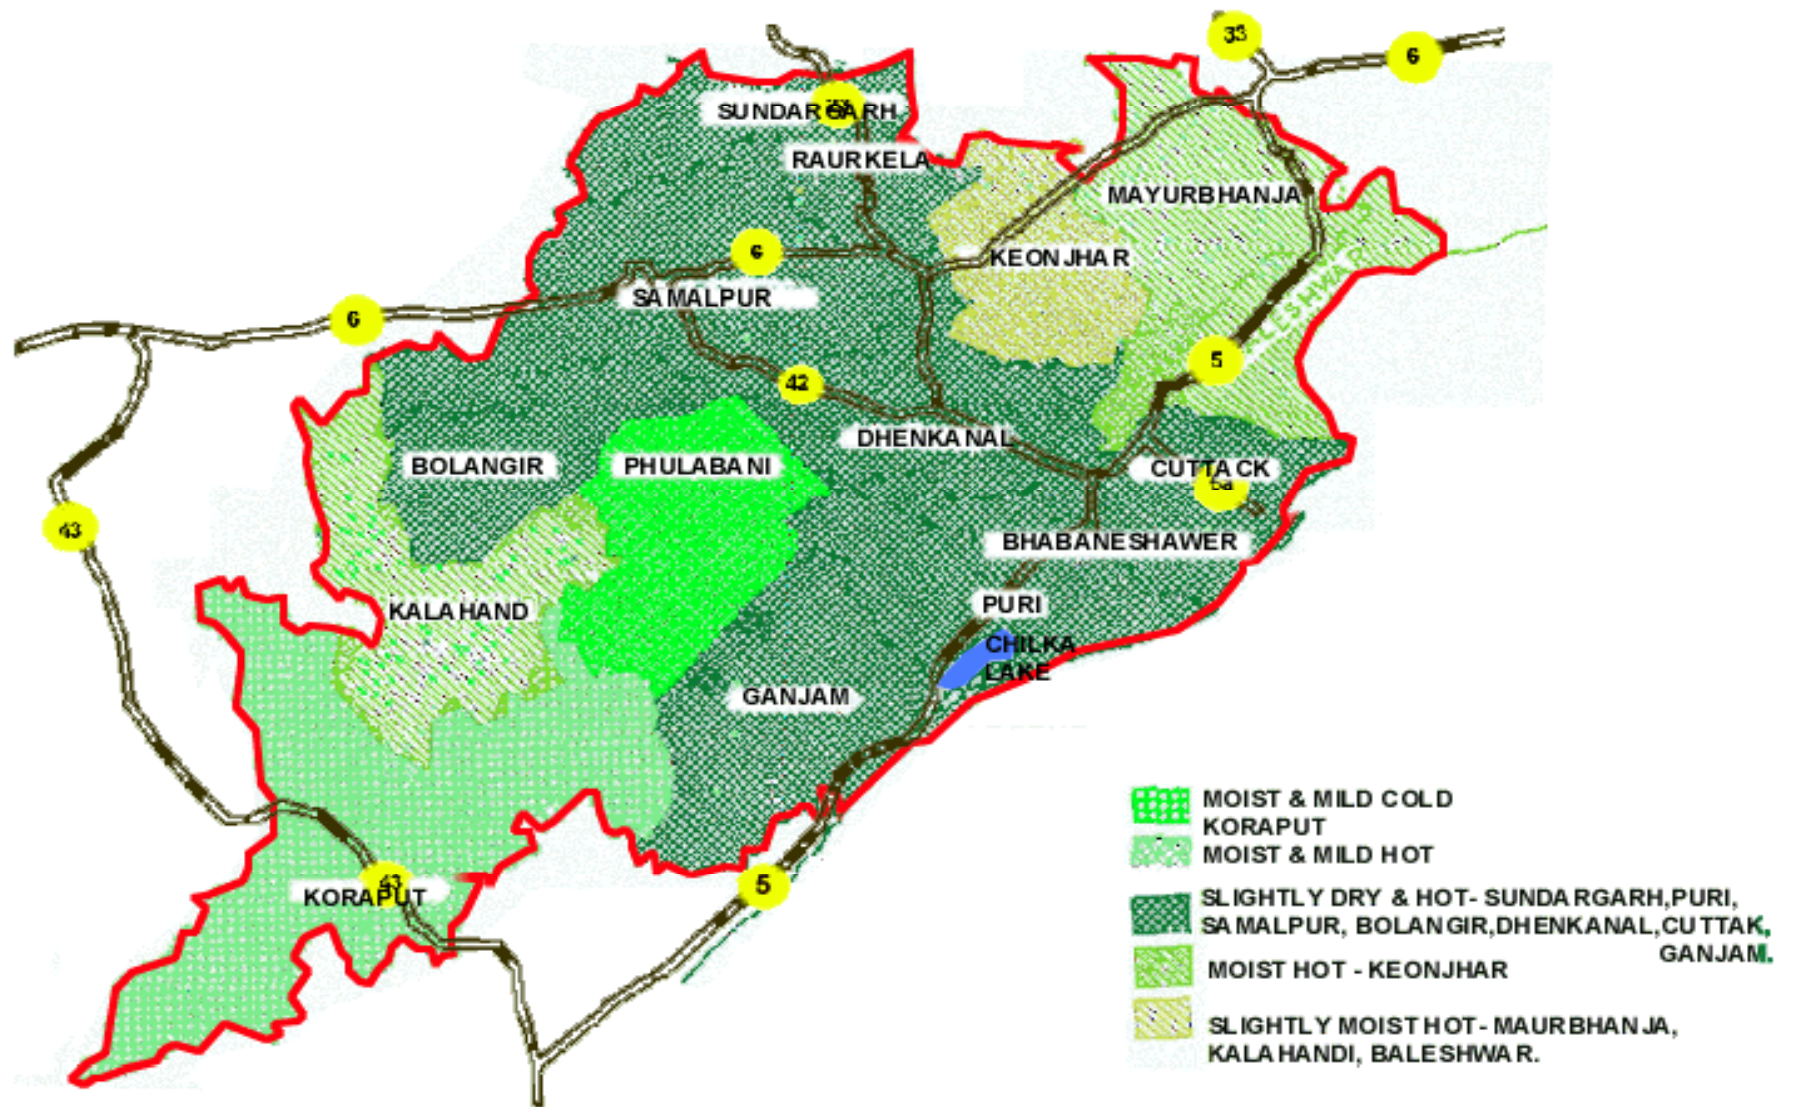 33
6
SUNDARGARH
RAURKELA
MAYURBHANJA
6
KEONJHAR
SAMALPUR
6
5
42
DHENKANAL
BOLANGIR
PHULABANI
CUTTACK
43
BHABANESHAWER
PURI
KALAHAND
CHILKA
LAKE
GANJAM
43
KORAPUT
5
MOIST & MILD COLD
KORAPUT
MOIST & MILD HOT
SLIGHTLY DRY & HOT- SUNDARGARH,PURI,
SAMALPUR, BOLANGIR,DHENKANAL,CUTTAK,
GANJAM.
MOIST HOT - KEONJHAR
SLIGHTLY MOIST HOT- MAURBHANJA,
KALAHANDI, BALESHWAR.